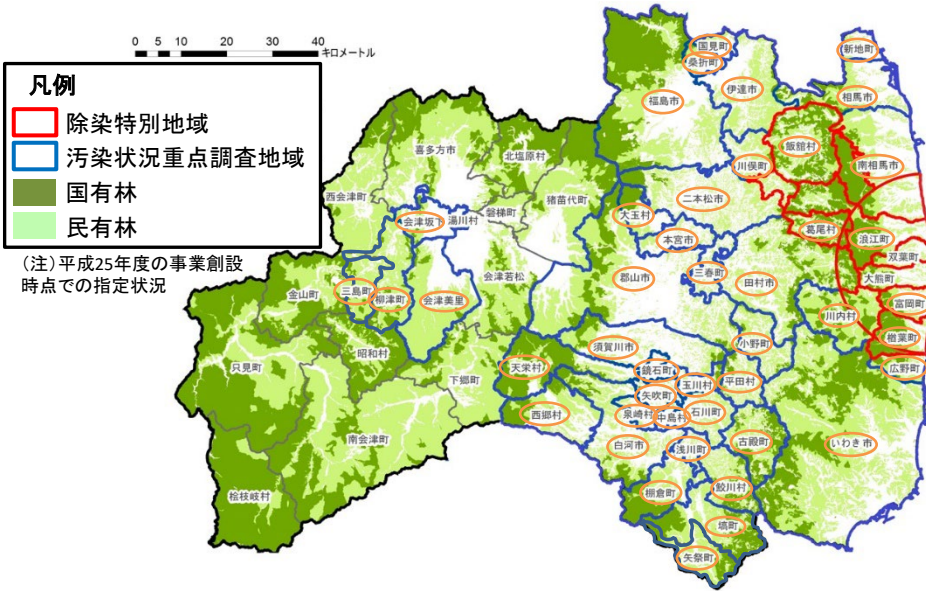 0 5 10 20 30 40
キロメートル
凡例
除染特別地域
汚染状況重点調査地域
国有林
民有林
(注)平成25年度の事業創設
時点での指定状況
国見町
桑折町
新地町
相馬市
伊達市
福島市
飯舘村
川俣町
南相馬市
喜多方市
北塩原村
西会津町
猪苗代町
磐梯町
会津坂下
湯川村
二本松市
大玉村
本宮市
葛尾村
浪江町
双葉町
大熊町
三春町
田村市
郡山市
会津若松
三島町
柳津町
会津美里
金山町
昭和村
只見町
富岡町
川内村
楢葉町
広野町
小野町
須賀川市
天栄村
下郷町
鏡石町
玉川村
平田村
矢吹町
西郷村
泉崎村
中島村
石川町
南会津町
白河市
浅川町
古殿町
いわき市
棚倉町
鮫川村
桧枝岐村
塙町
矢祭町